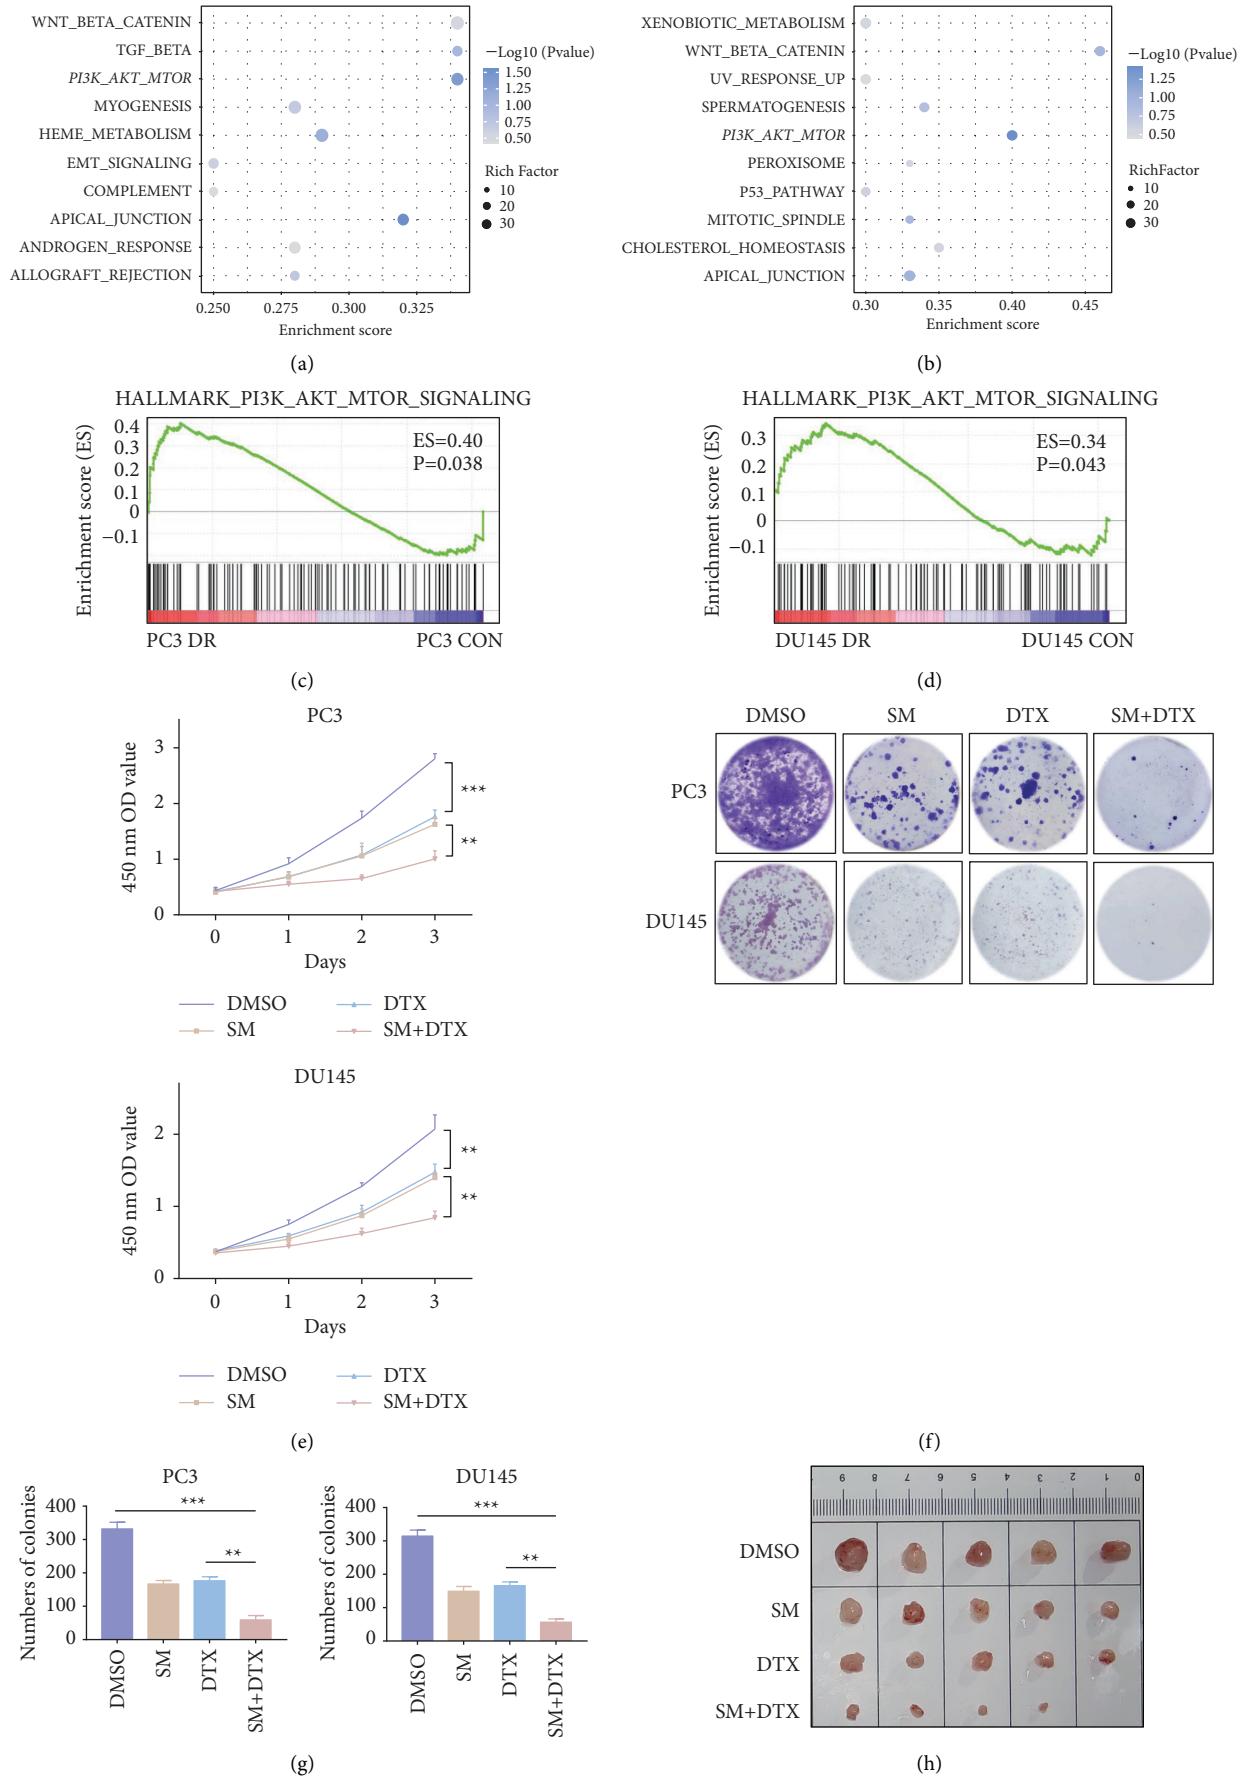 WNT_BETA_CATENIN
TGF_BETA
PI3K_AKT_MTOR
MYOGENESIS
HEME_METABOLISM
EMT_SIGNALING
COMPLEMENT
APICAL_JUNCTION
ANDROGEN_RESPONSE
ALLOGRAFT_REJECTION
0.250 0.275 0.300 0.325
Enrichment score
−Log10 (Pvalue)
1.50
1.25
1.00
0.75
0.50
Rich Factor
10
20
30
(a)
XENOBIOTIC_METABOLISM
WNT_BETA_CATENIN
UV_RESPONSE_UP
SPERMATOGENESIS
PI3K_AKT_MTOR
PEROXISOME
P53_PATHWAY
MITOTIC_SPINDLE
CHOLESTEROL_HOMEOSTASIS
APICAL_JUNCTION
0.30 0.35 0.40 0.45
Enrichment score
−Log10 (Pvalue)
1.25
1.00
0.75
0.50
RichFactor
10
20
30
(b)
HALLMARK_PI3K_AKT_MTOR_SIGNALING
Enrichment score (ES)
0.4
0.3
0.2
0.1
0
−0.1
ES=0.40
P=0.038
PC3 DR PC3 CON
(c)
HALLMARK_PI3K_AKT_MTOR_SIGNALING
Enrichment score (ES)
0.3
0.2
0.1
0
−0.1
ES=0.34
P=0.043
DU145 DR DU145 CON
(d)
PC3
450 nm OD value
3
2
1
0
***
**
0 1 2 3
Days
DMSO DTX
SM SM+DTX
DU145
450 nm OD value
2
1
0
**
**
0 1 2 3
Days
DMSO DTX
SM SM+DTX
(e)
DMSO SM DTX SM+DTX
PC3
DU145
(f)
PC3
Numbers of colonies
400
300
200
100
0
***
**
DMSO SM DTX SM+DTX
DU145
Numbers of colonies
400
300
200
100
0
***
**
DMSO SM DTX SM+DTX
(g)
9 8 7 6 5 4 3 2 1 0
DMSO
SM
DTX
SM+DTX
(h)